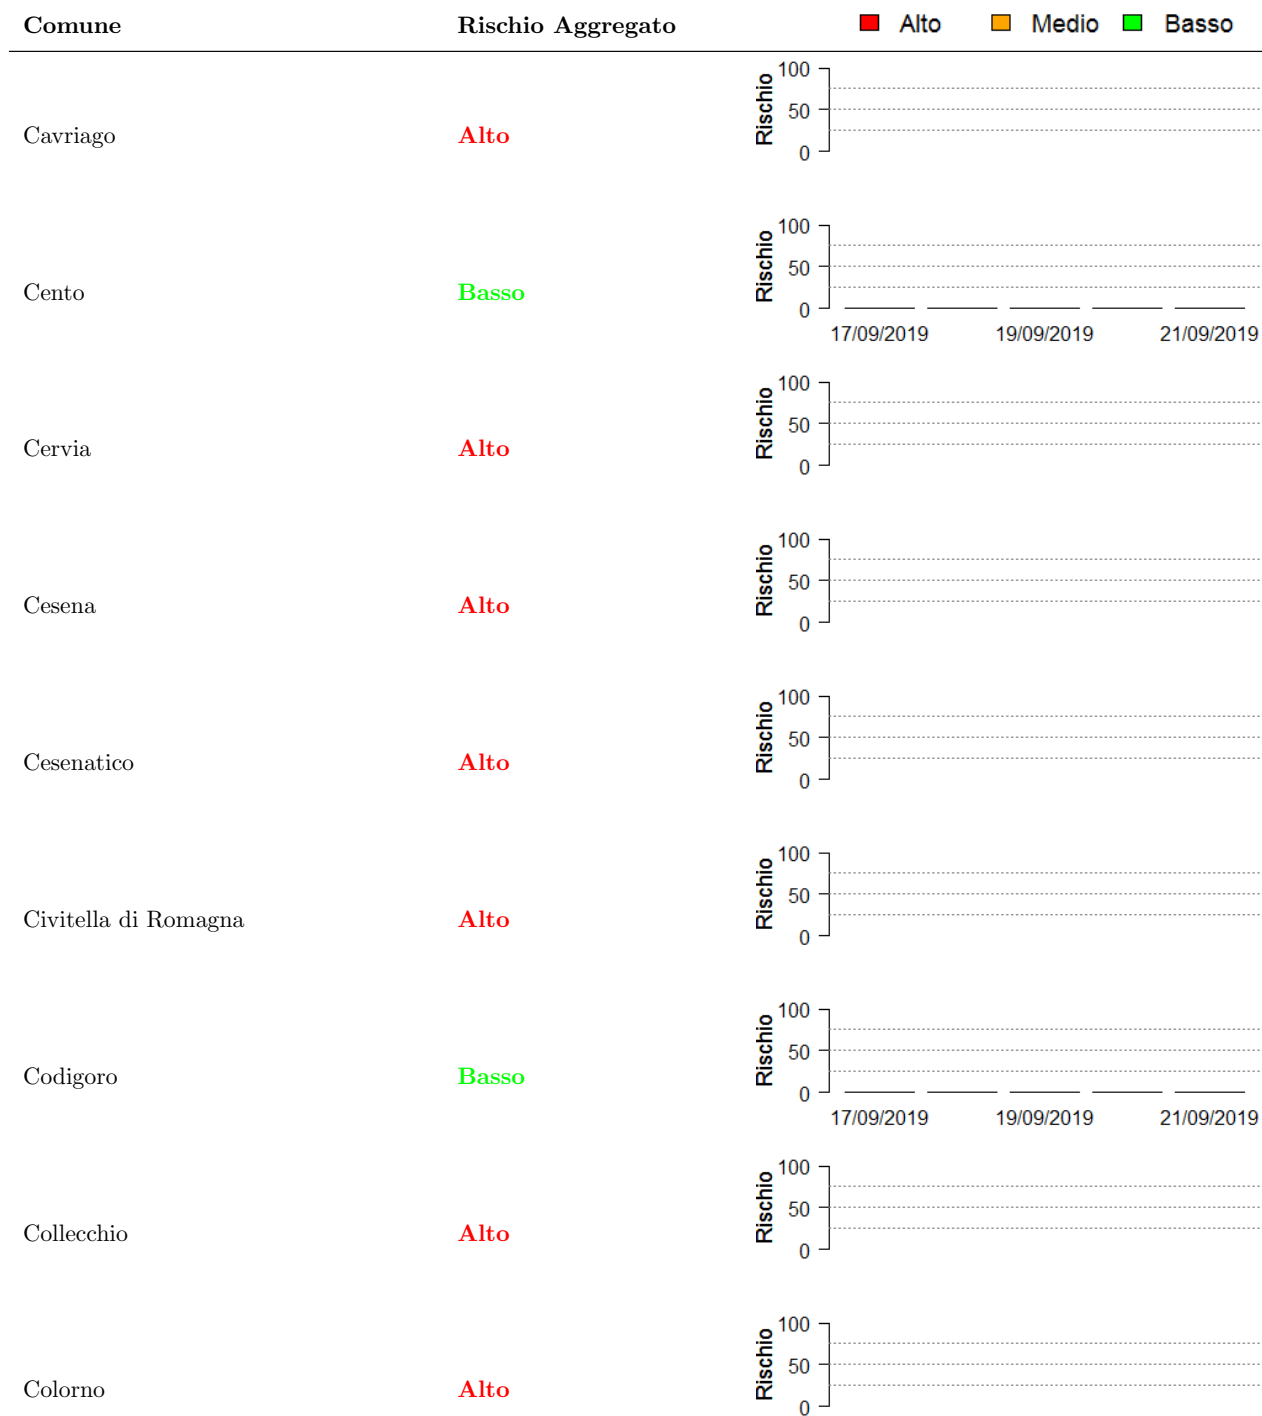 Comune Rischio Aggregato Alto Medio Basso
100
50
0
Rischio
Cavriago Alto
100
50
0
Rischio
Cento Basso
17/09/2019 19/09/2019 21/09/2019
100
50
0
Rischio
Cervia Alto
100
50
0
Rischio
Cesena Alto
100
50
0
Rischio
Cesenatico Alto
100
50
0
Rischio
Civitella di Romagna Alto
100
50
0
Rischio
Codigoro Basso
17/09/2019 19/09/2019 21/09/2019
100
50
0
Rischio
Collecchio Alto
100
50
0
Rischio
Colorno Alto